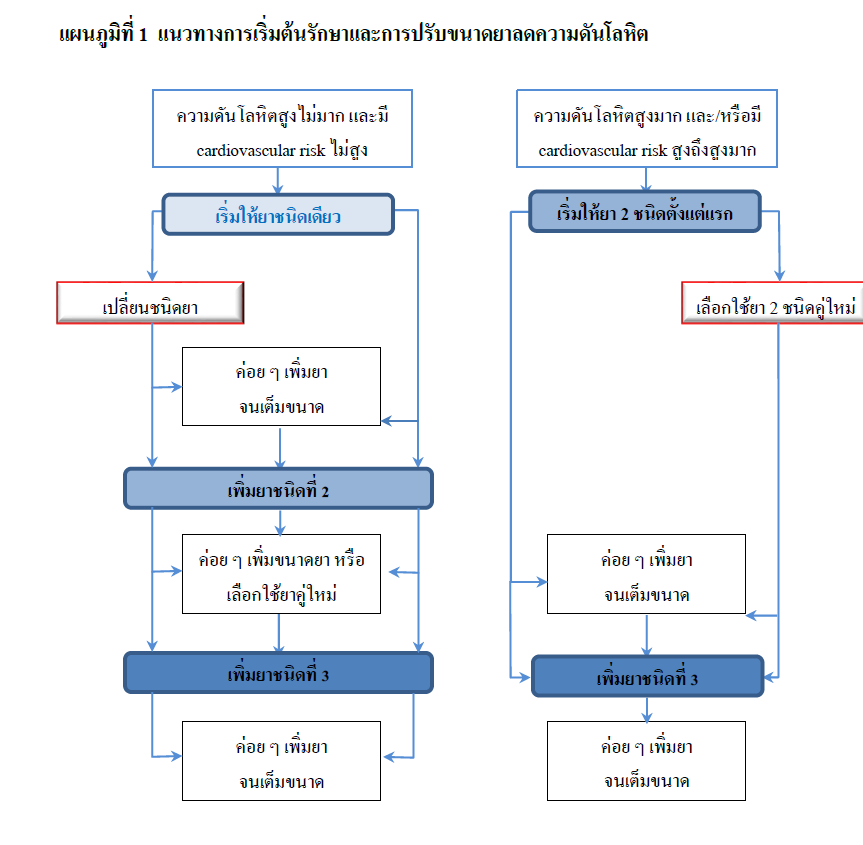 แผนภูมิที่ 1 แนวทางการเริ่มต้นรักษาและการปรับขนาดยาลดความดันโลหิต
ความดันโลหิตสูงไม่มาก และมี
cardiovascular risk ไม่สูง
เริ่มให้ยาชนิดเดียว
เปลี่ยนชนิดยา
ค่อย ๆ เพิ่มยา
จนเต็มขนาด
เพิ่มยาชนิดที่ 2
ค่อย ๆ เพิ่มขนาดยา หรือ
เลือกใช้ยาคู่ใหม่
เพิ่มยาชนิดที่ 3
ค่อย ๆ เพิ่มยา
จนเต็มขนาด
ความดันโลหิตสูงมาก และ/หรือมี
cardiovascular risk สูงถึงสูงมาก
เริ่มให้ยา 2 ชนิดตั้งแต่แรก
เลือกใช้ยา 2 ชนิดคู่ใหม่
ค่อย ๆ เพิ่มยา
จนเต็มขนาด
เพิ่มยาชนิดที่ 3
ค่อย ๆ เพิ่มยา
จนเต็มขนาด